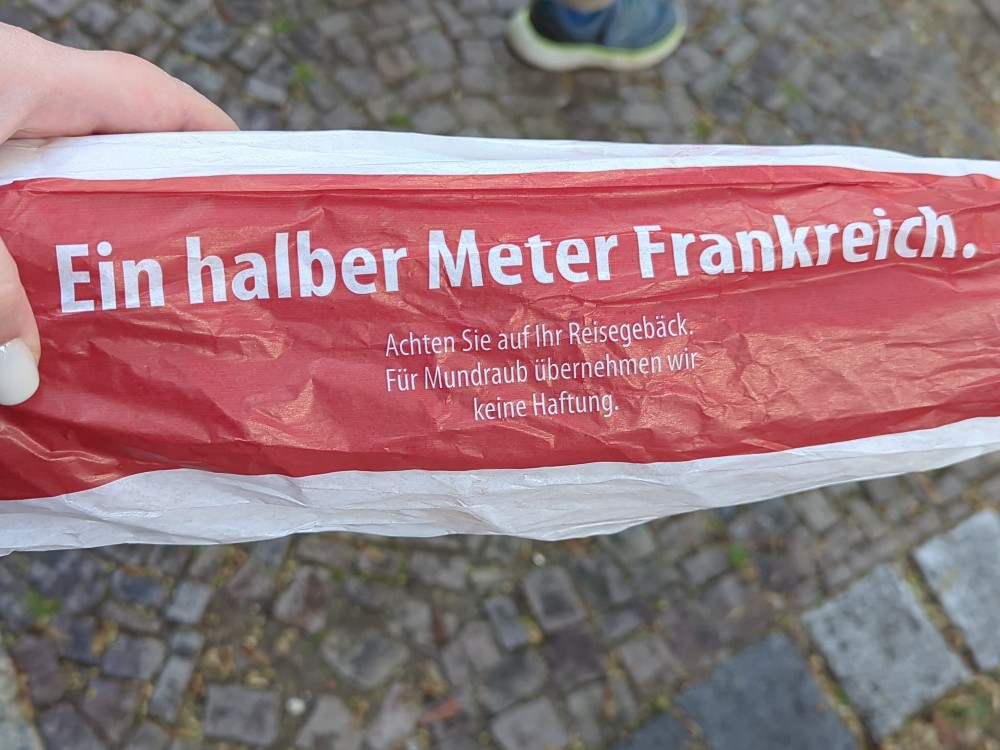 Ein halber Meter Frankreich.
Achten Sie auf Ihr Reisegebäck.
Für Mundraub übernehmen wir
keine Haftung.